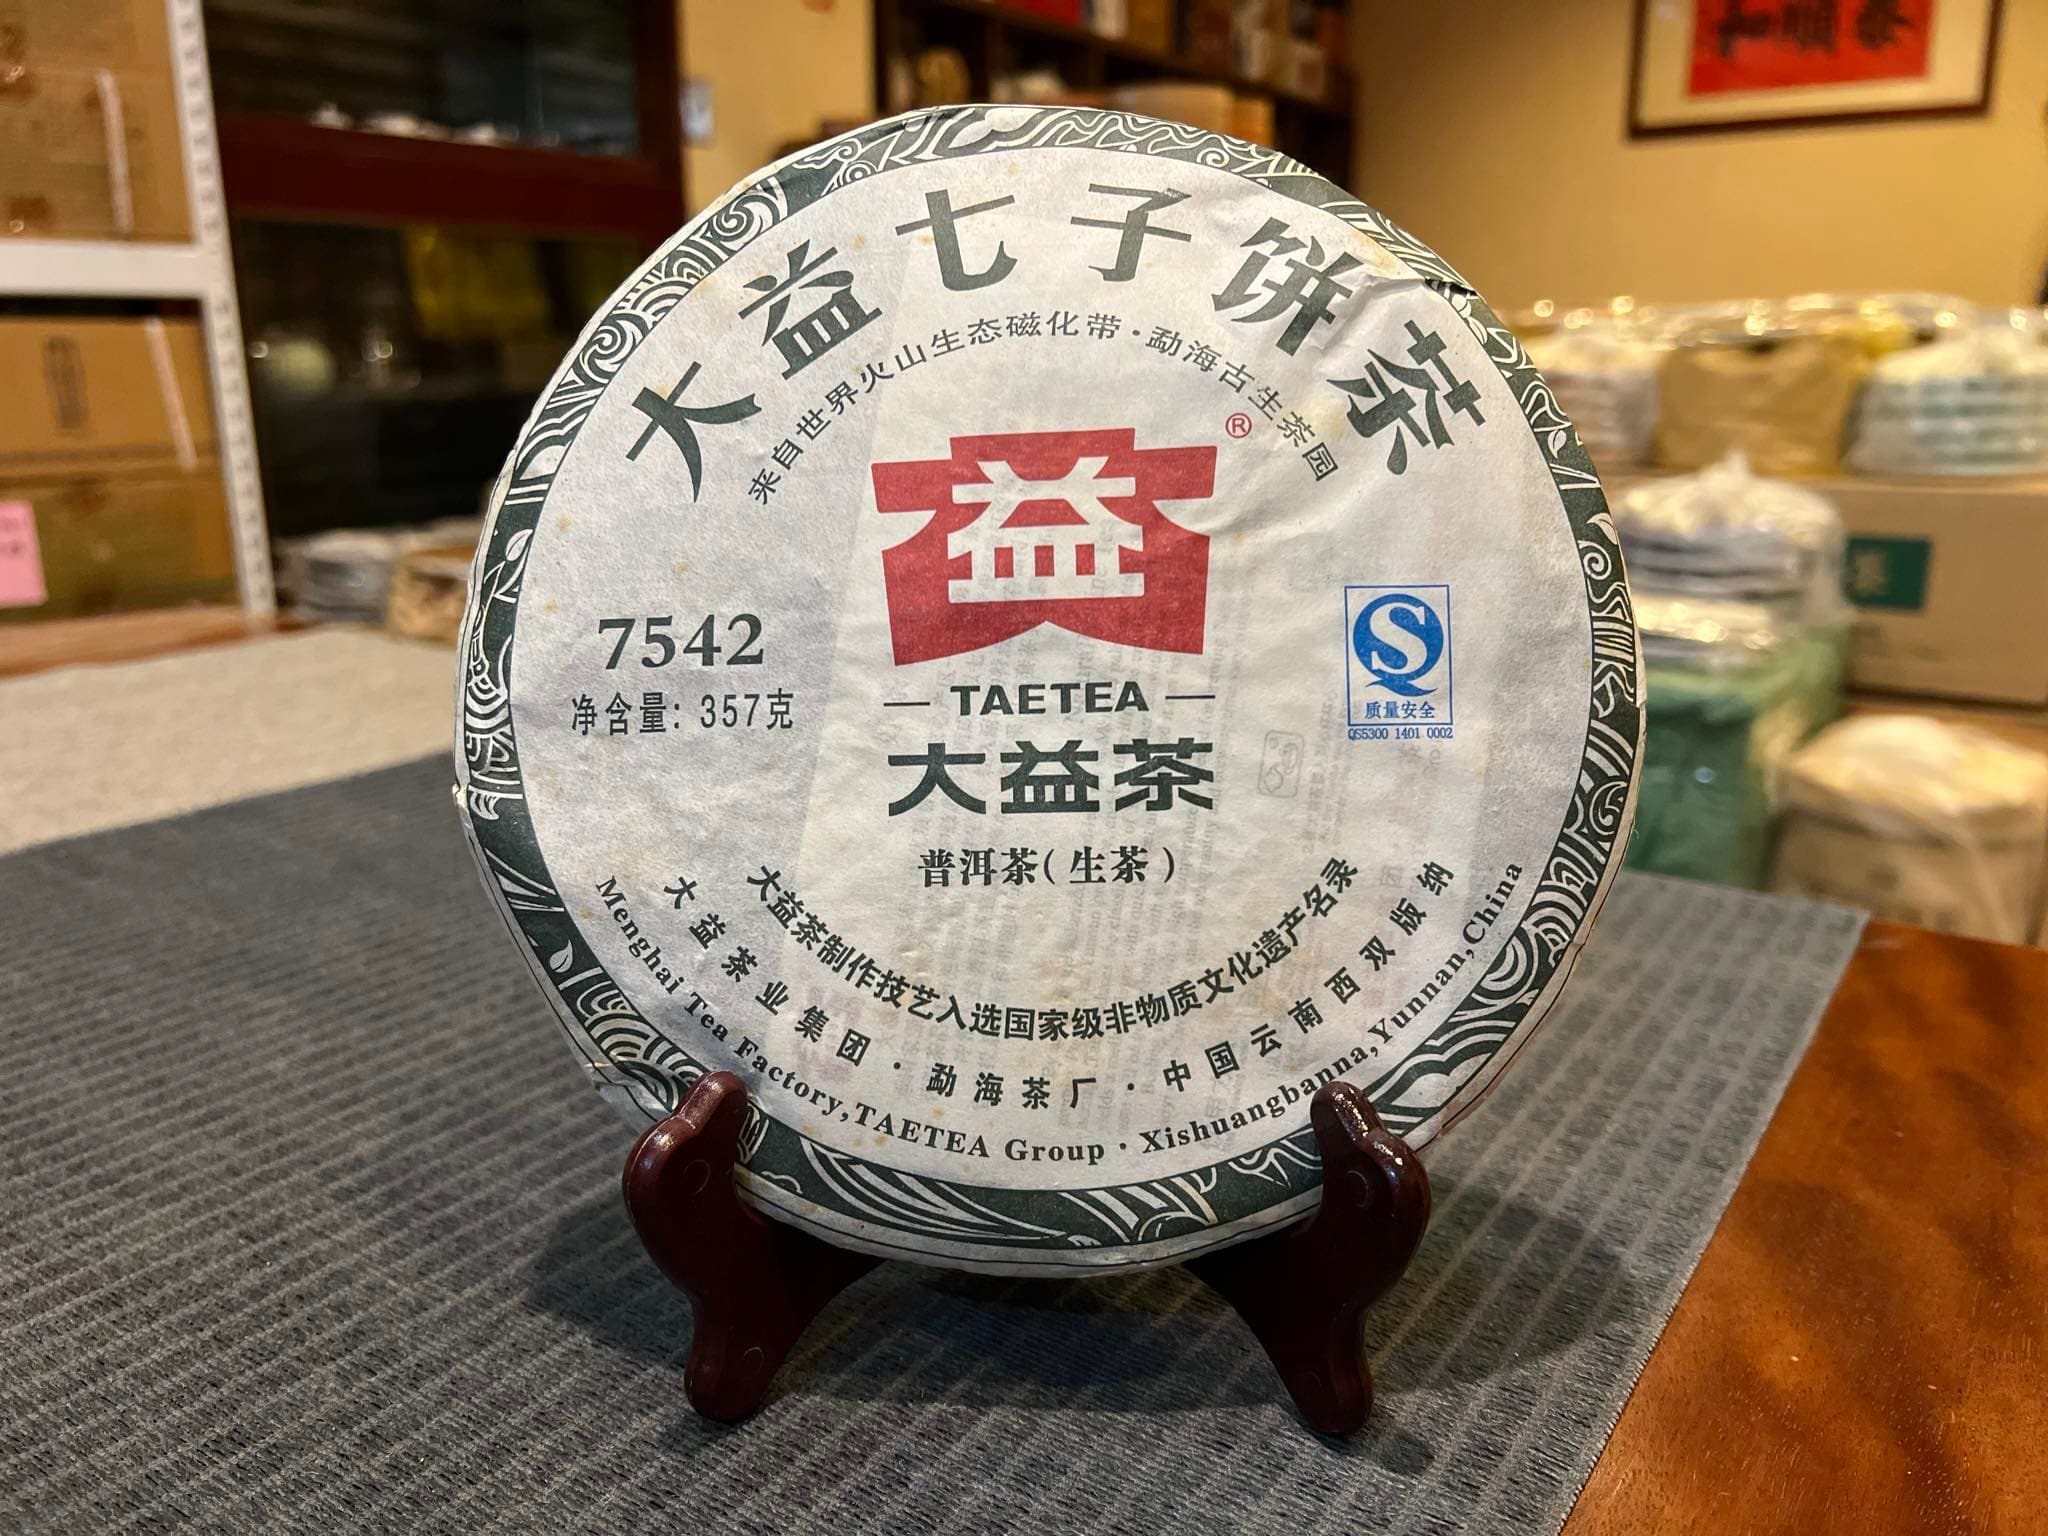 大益七子饼茶
来自世界火山生态磁化带·勐海古生茶园
益®
7542
净含量: 357克
— TAETEA —
大益茶
普洱茶(生茶)
S
质量安全
QS5300 1401 0002
大益茶制作技艺入选国家级非物质文化遗产名录
大益茶业集团·勐海茶厂·中国云南西双版纳
Menghai Tea Factory,TAETEA Group·Xishuangbanna,Yunnan,China